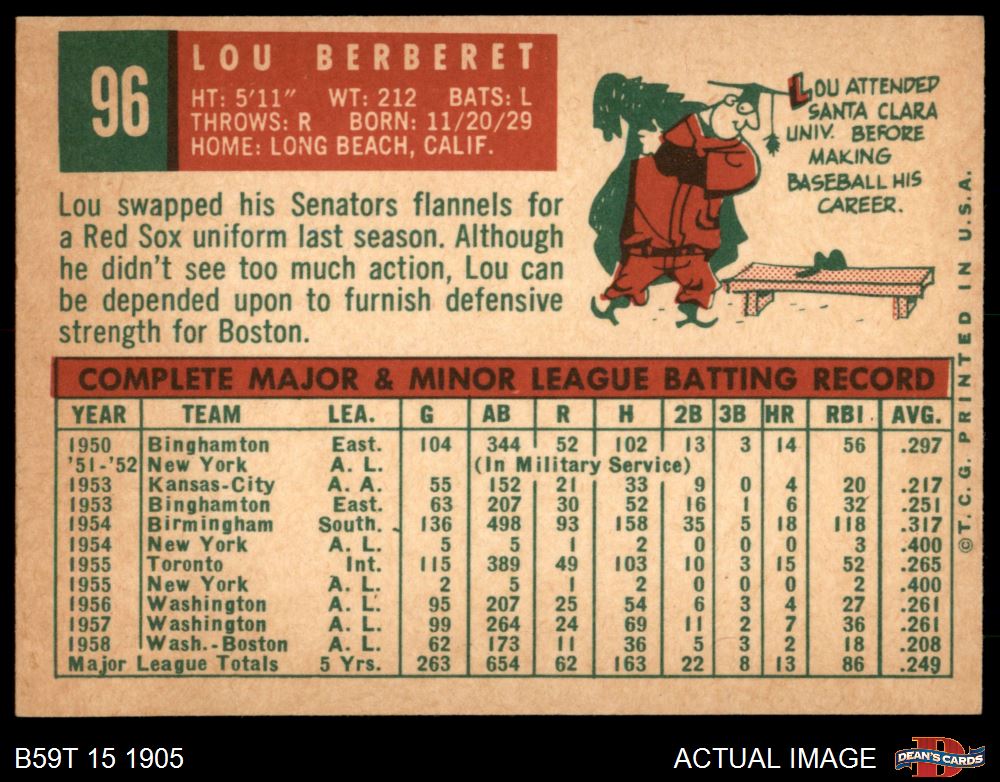 96
LOU BERBERET
HT: 5'11" WT: 212 BATS: L
THROWS: R BORN: 11/20/29
HOME: LONG BEACH, CALIF.
LOU ATTENDED
SANTA CLARA
UNIV. BEFORE
MAKING
BASEBALL HIS
CAREER.
Lou swapped his Senators flannels for
a Red Sox uniform last season. Although
he didn't see too much action, Lou can
be depended upon to furnish defensive
strength for Boston.
COMPLETE MAJOR & MINOR LEAGUE BATTING RECORD
YEAR TEAM LEA. G AB R H 2B 3B HR RBI. AVG.
1950 Binghamton East. 104 344 52 102 13 3 14 56 .297
'51-'52 New York A. L. (In Military Service)
1953 Kansas-City A. A. 55 152 21 33 9 0 4 20 .217
1953 Binghamton East. 63 207 30 52 16 1 6 32 .251
1954 Birmingham South. 136 498 93 158 35 5 18 118 .317
1954 New York A. L. 5 5 1 2 0 0 0 3 .400
1955 Toronto Int. 115 389 49 103 10 3 15 52 .265
1955 New York A. L. 2 5 1 2 0 0 0 2 .400
1956 Washington A. L. 95 207 25 54 6 3 4 27 .261
1957 Washington A. L. 99 264 24 69 11 2 7 36 .261
1958 Wash.-Boston A. L. 62 173 11 36 5 3 2 18 .208
Major League Totals 5 Yrs. 263 654 62 163 22 8 13 86 .249
©T.C.G. PRINTED IN U.S.A.
B59T 15 1905
ACTUAL IMAGE
D
DEAN'S CARDS